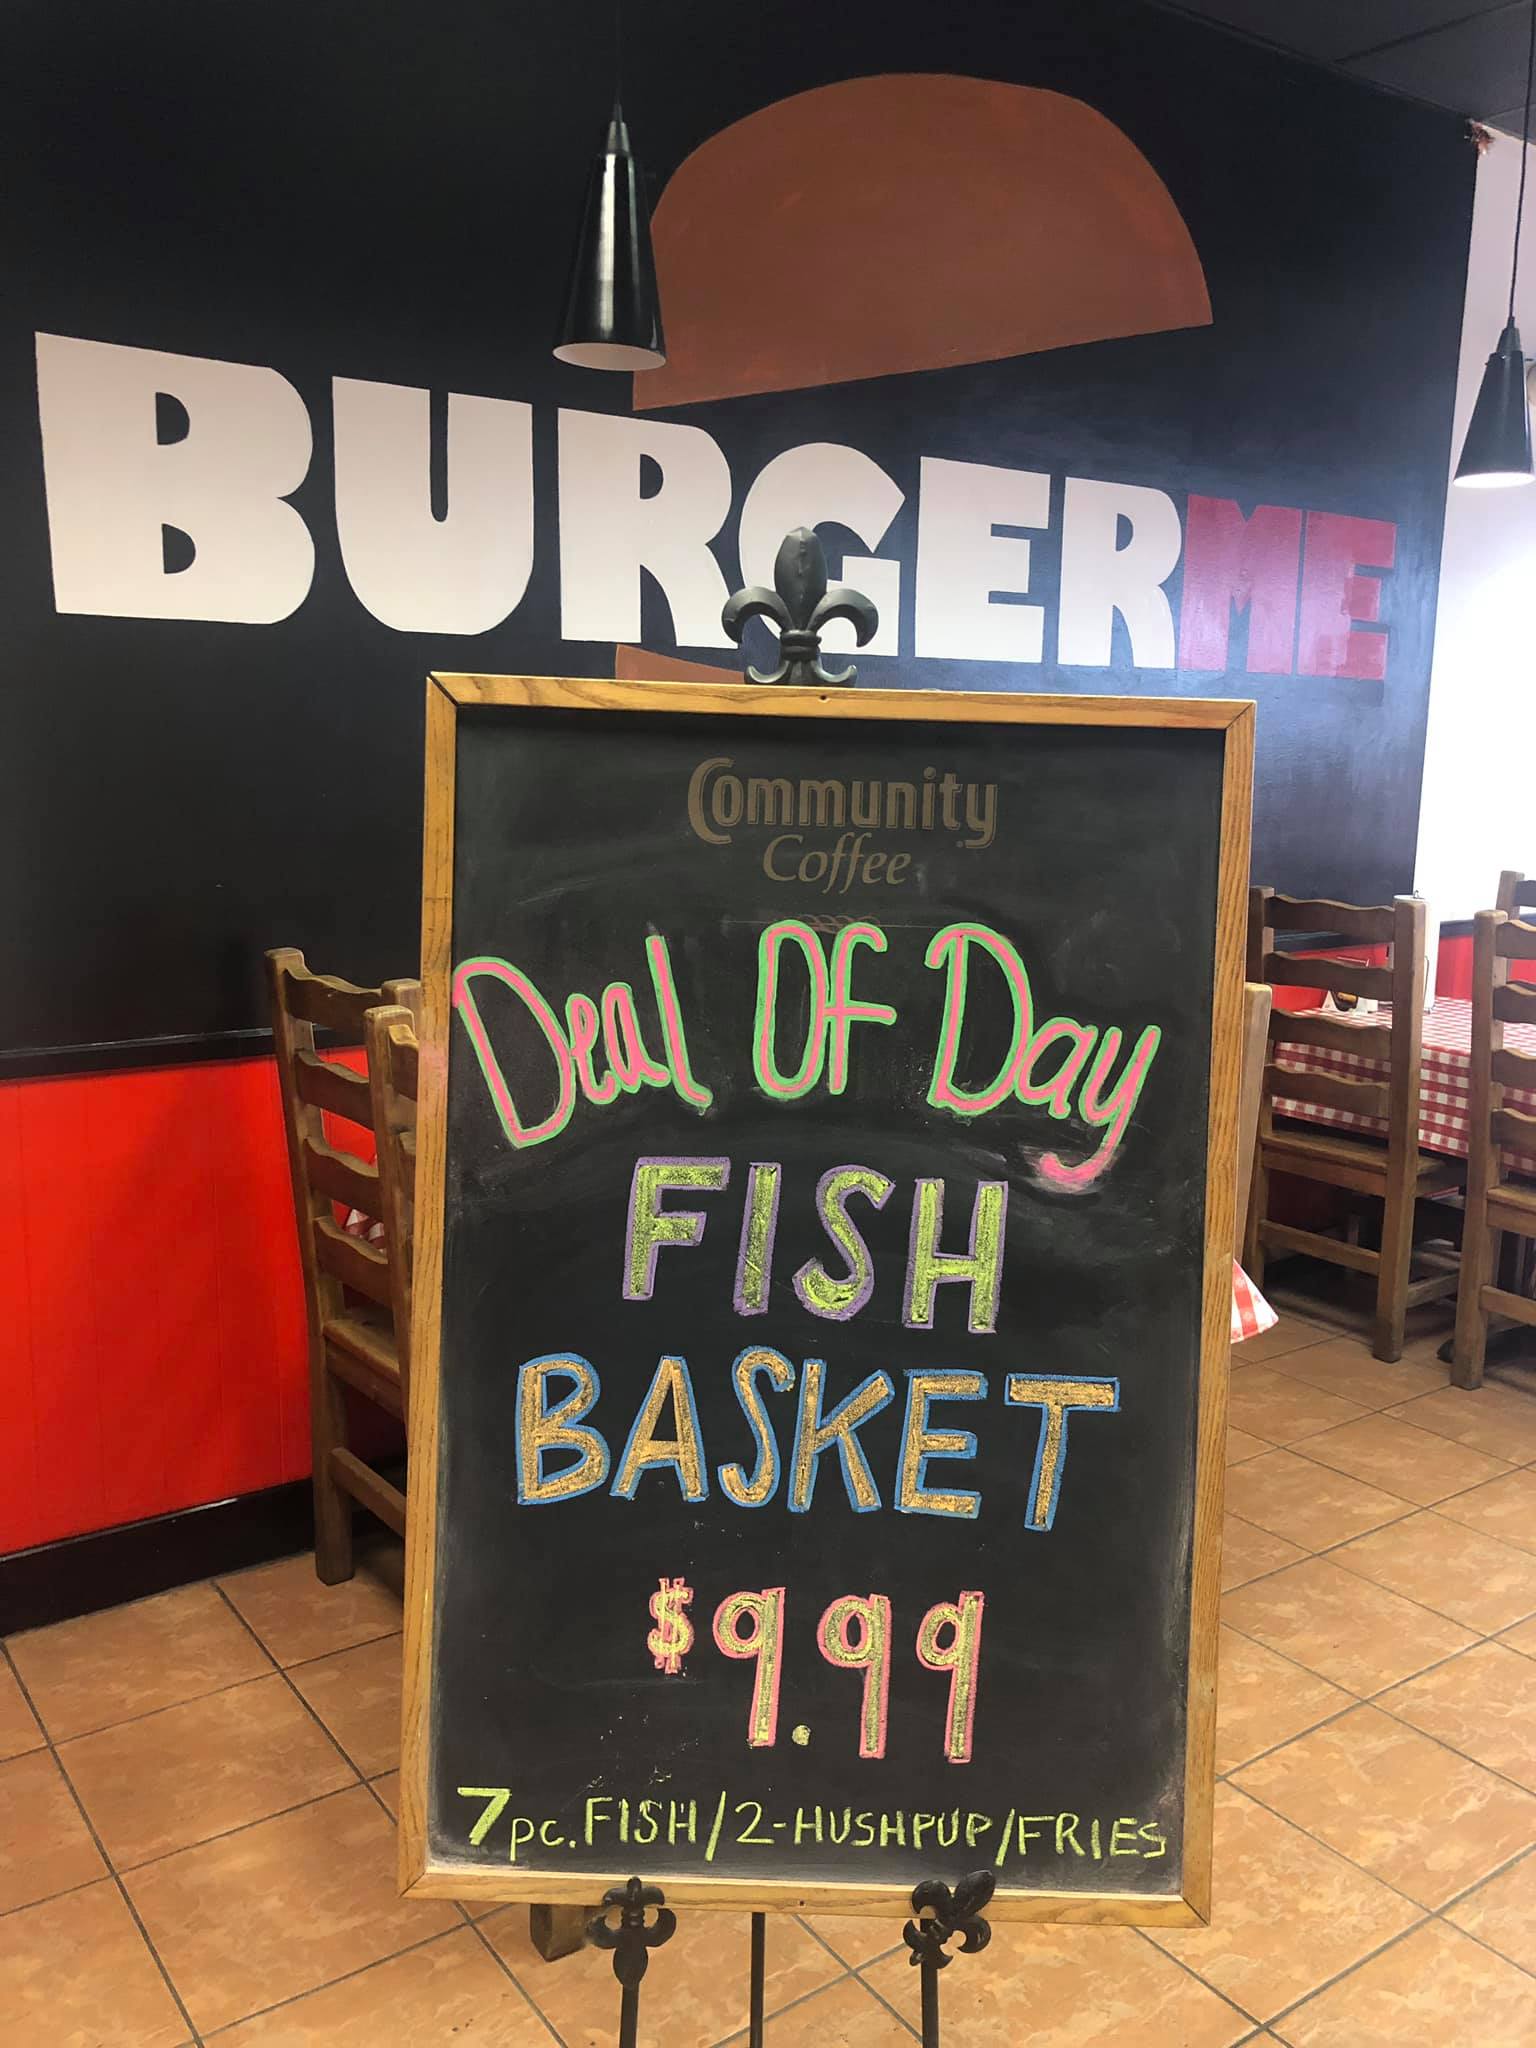 BURGERME
Community
Coffee
Deal Of Day
FISH
BASKET
$9.99
7pc. FISH/2-HUSHPUP/FRIES